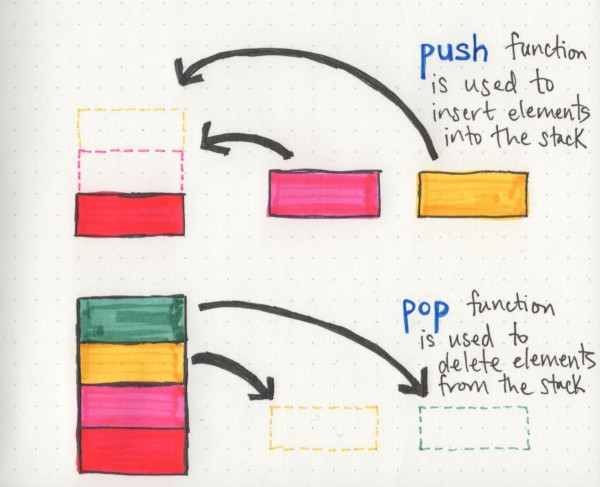 push function
is used to
insert elements
into the stack
pop function
is used to
delete elements
from the stack